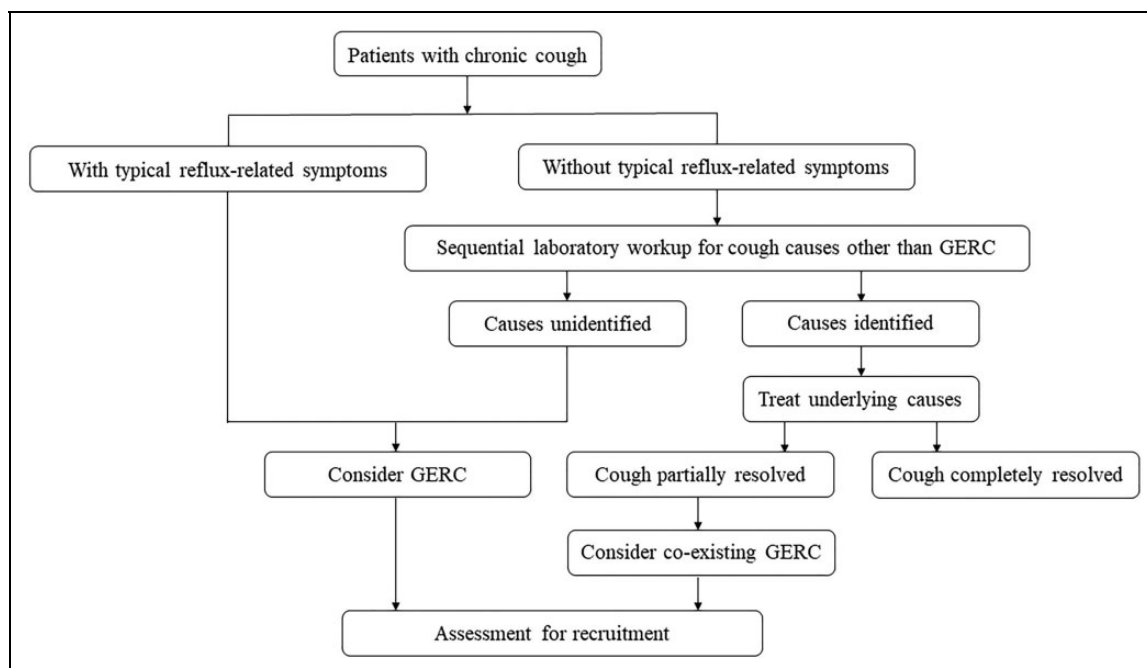 Patients with chronic cough
With typical reflux-related symptoms
Without typical reflux-related symptoms
Sequential laboratory workup for cough causes other than GERC
Causes unidentified
Causes identified
Treat underlying causes
Consider GERC
Cough partially resolved
Cough completely resolved
Consider co-existing GERC
Assessment for recruitment